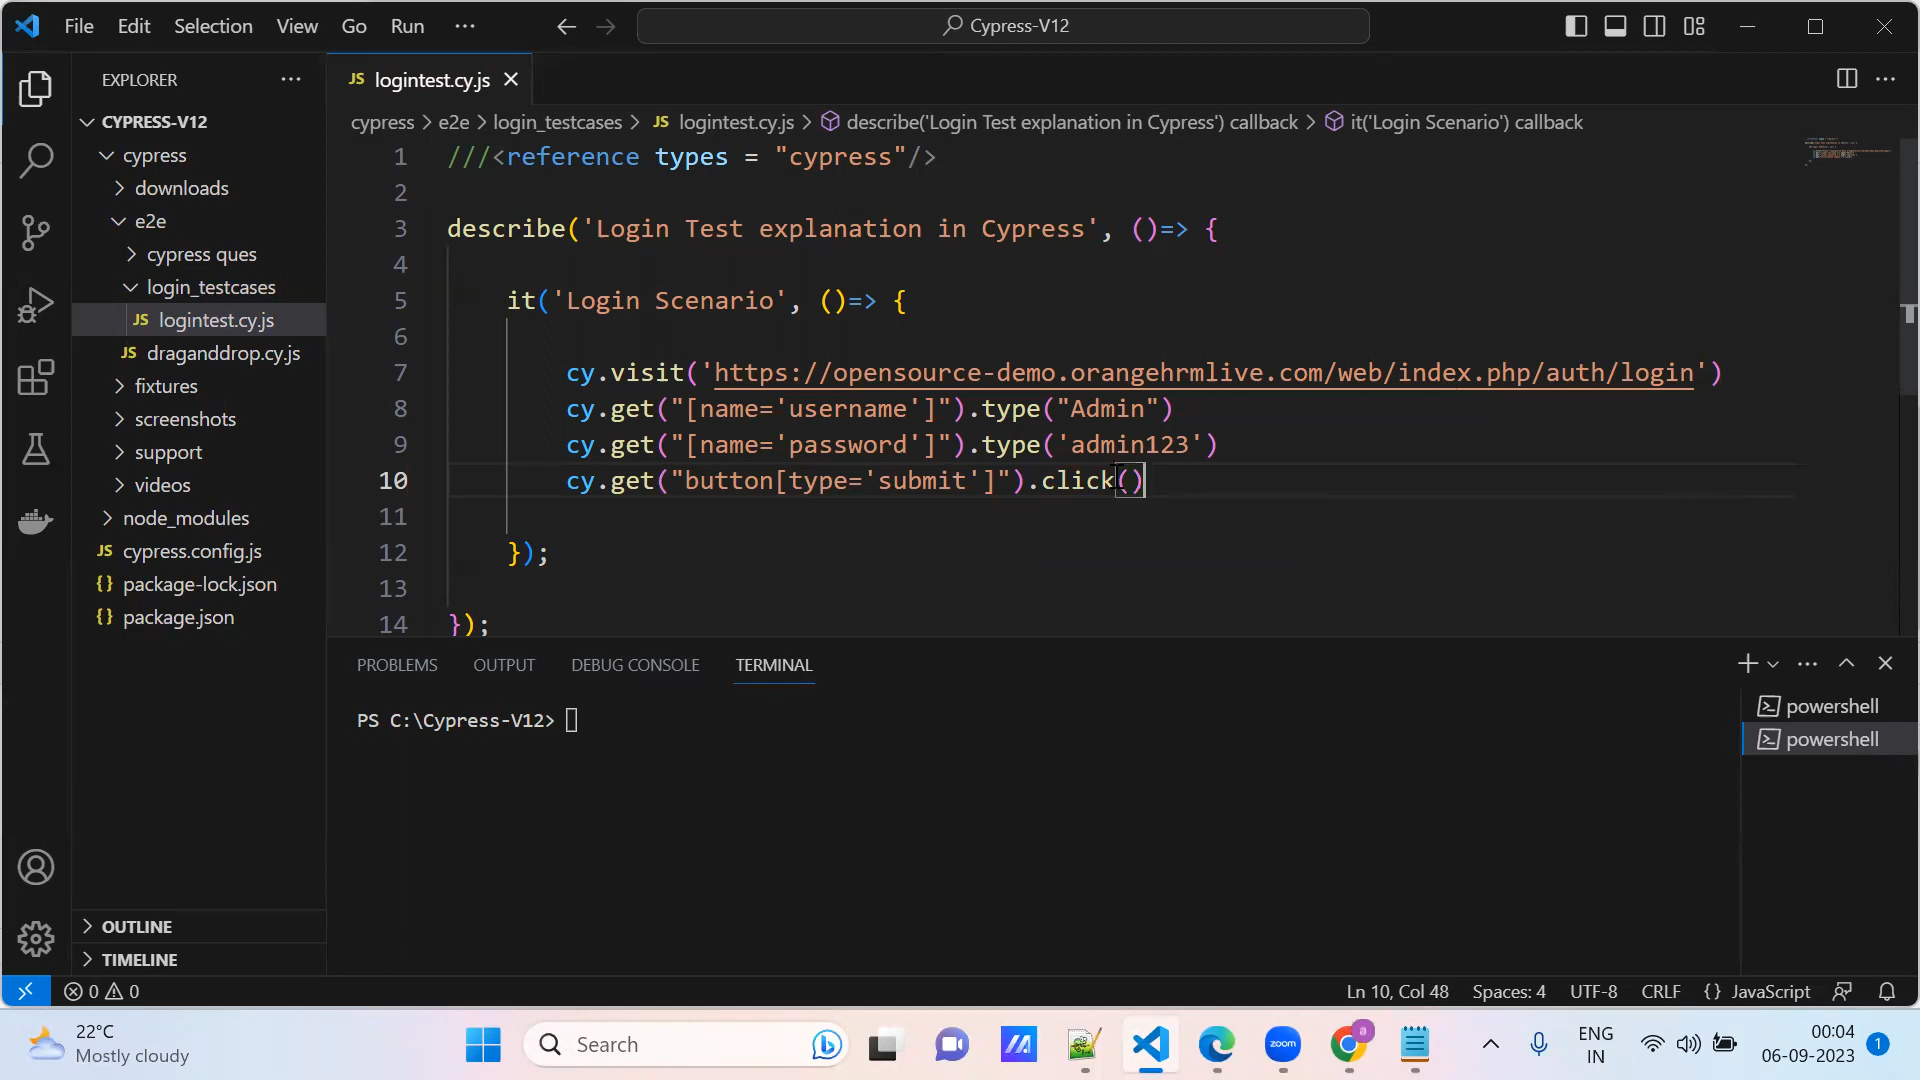 File Edit Selection View Go Run ···
Cypress-V12
EXPLORER ···
CYPRESS-V12
cypress
downloads
e2e
cypress ques
login_testcases
JS logintest.cy.js
JS draganddrop.cy.js
fixtures
screenshots
support
videos
node_modules
JS cypress.config.js
{} package-lock.json
{} package.json
OUTLINE
TIMELINE
JS logintest.cy.js
cypress > e2e > login_testcases > JS logintest.cy.js > describe('Login Test explanation in Cypress') callback > it('Login Scenario') callback
1 ///<reference types = "cypress"/>
2
3 describe('Login Test explanation in Cypress', ()=> {
4
5 it('Login Scenario', ()=> {
6
7 cy.visit('https://opensource-demo.orangehrmlive.com/web/index.php/auth/login')
8 cy.get("[name='username']").type("Admin")
9 cy.get("[name='password']").type('admin123')
10 cy.get("button[type='submit']").click()
11
12 });
13
14 });
PROBLEMS OUTPUT DEBUG CONSOLE TERMINAL
PS C:\Cypress-V12>
powershell
powershell
0 0
Ln 10, Col 48 Spaces: 4 UTF-8 CRLF {} JavaScript
22°C
Mostly cloudy
Search
zoom
a
ENG
IN
00:04
06-09-2023
1